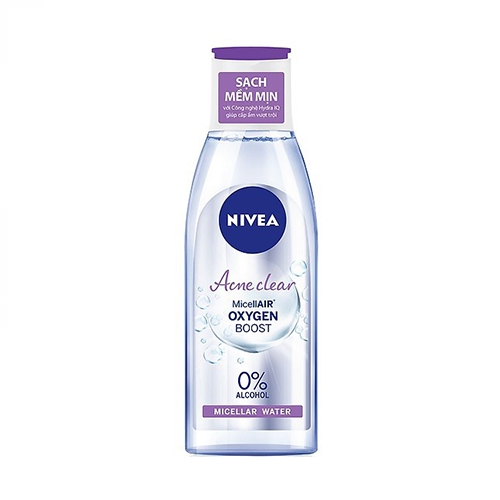 SẠCH
MỀM MỊN
với Công nghệ Hydra IQ
giúp cấp ẩm vượt trội
NIVEA
Acne clear
MicellAIR®
OXYGEN
BOOST
0%
ALCOHOL
MICELLAR WATER